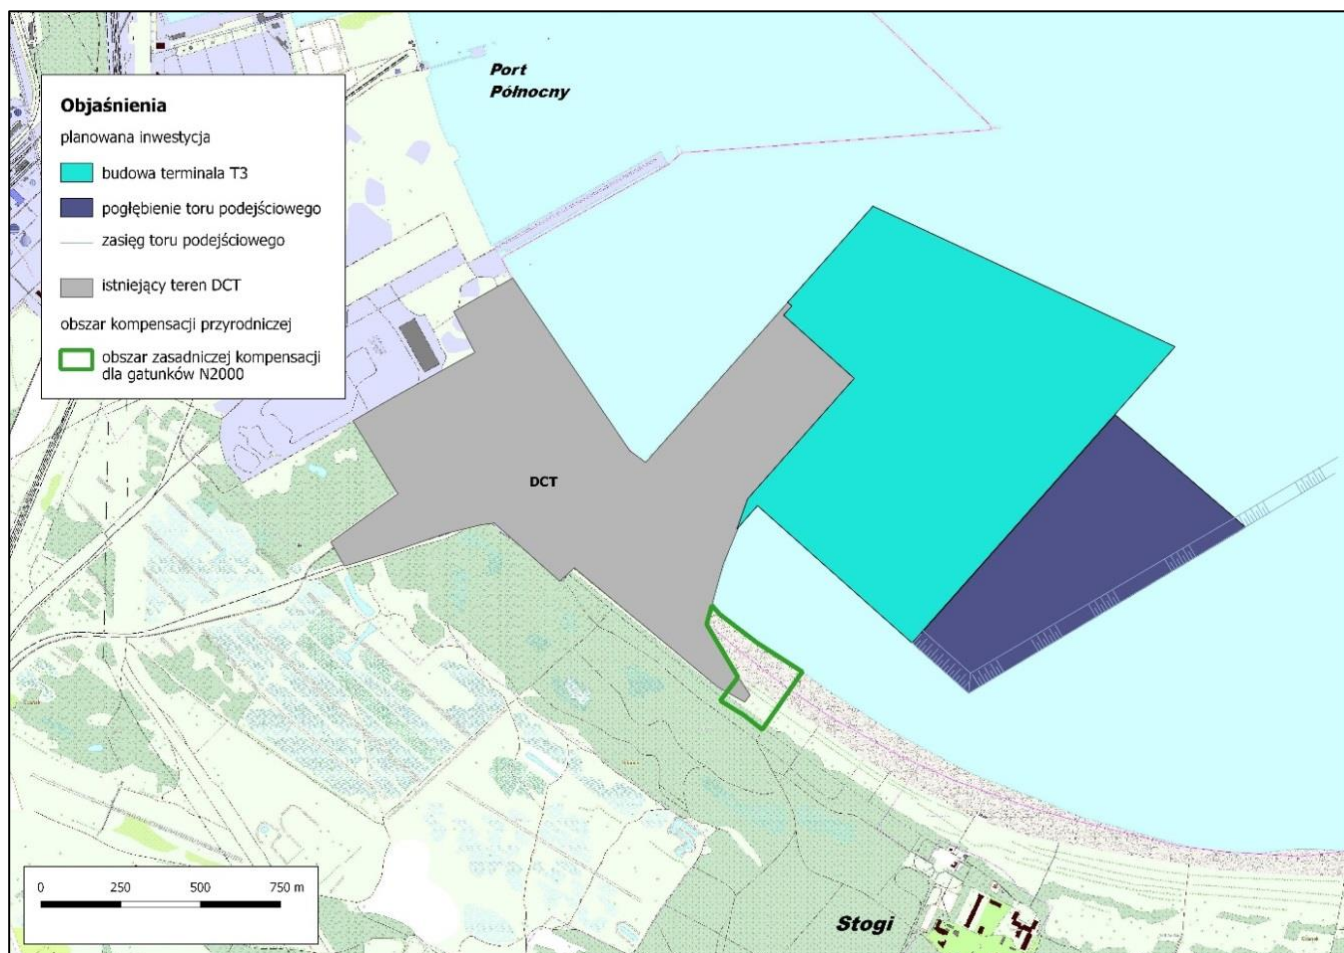 Port
Północny
Objaśnienia
planowana inwestycja
budowa terminala T3
pogłębienie toru podejściowego
zasięg toru podejściowego
istniejący teren DCT
obszar kompensacji przyrodniczej
obszar zasadniczej kompensacji
dla gatunków N2000
DCT
0 250 500 750 m
Stogi